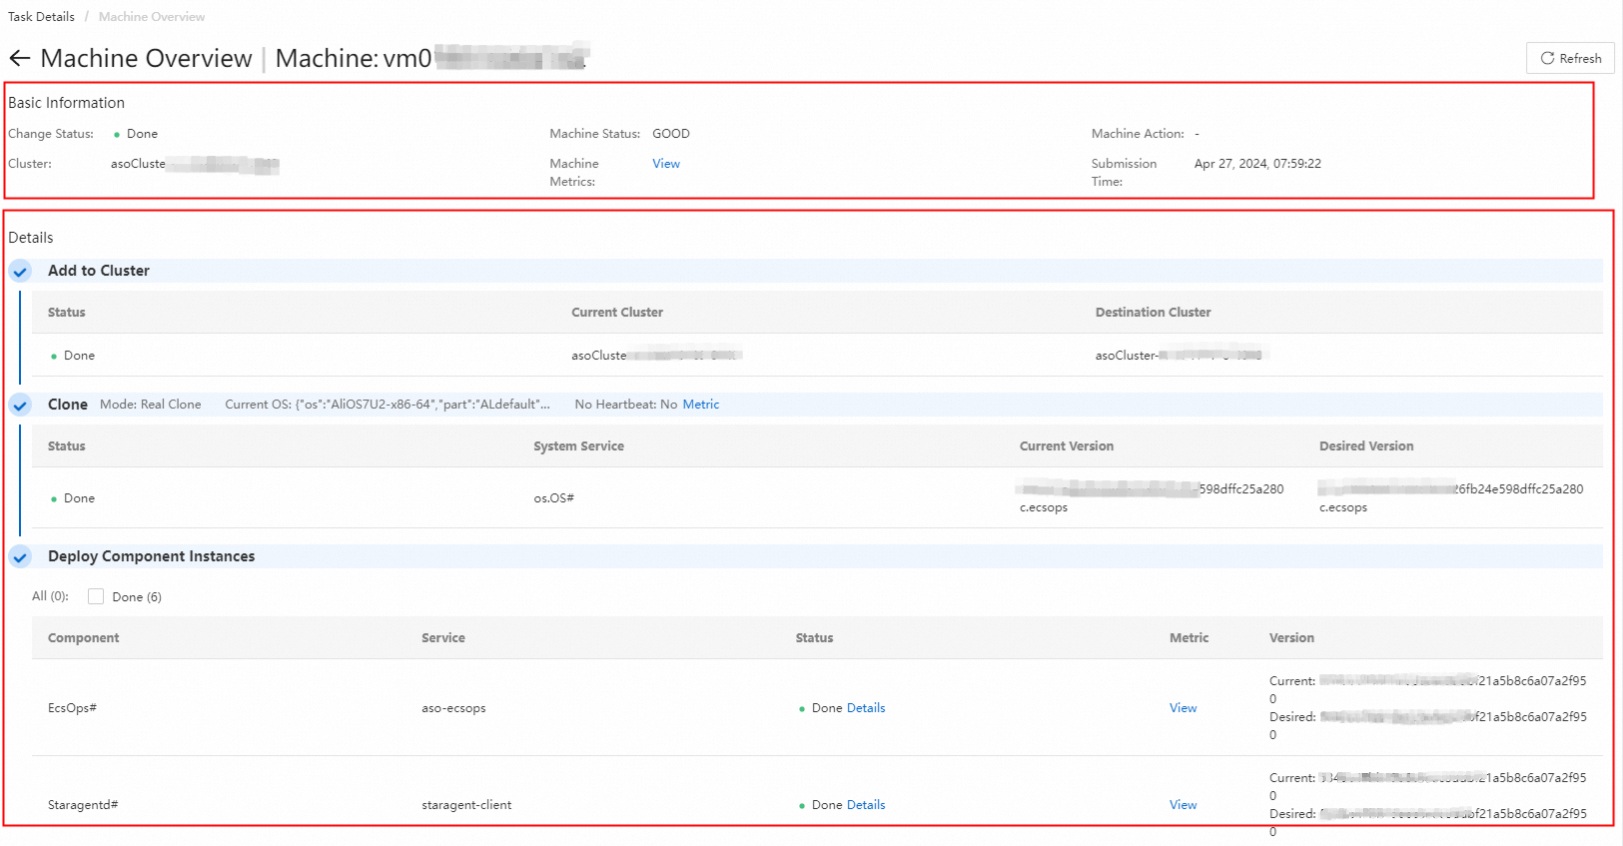 Task Details / Machine Overview
← Machine Overview | Machine: vm0
Refresh
Basic Information
Change Status: Done Machine Status: GOOD Machine Action: -
Cluster: asoCluste Machine Metrics: View Submission Time: Apr 27, 2024, 07:59:22
Details
Add to Cluster
Status Current Cluster Destination Cluster
Done asoCluste asoCluster-
Clone Mode: Real Clone Current OS: {"os":"AliOS7U2-x86-64","part":"ALdefault"... No Heartbeat: No Metric
Status System Service Current Version Desired Version
Done os.OS# 598dffc25a280 26fb24e598dffc25a280
c.ecsops c.ecsops
Deploy Component Instances
All (0): Done (6)
Component Service Status Metric Version
EcsOps# aso-ecsops Done Details View
Current: f21a5b8c6a07a2f95
0
Desired: f21a5b8c6a07a2f95
0
Staragentd# staragent-client Done Details View
Current: 21a5b8c6a07a2f95
0
Desired: bf21a5b8c6a07a2f95
0